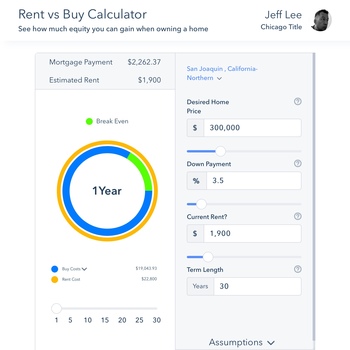 Rent vs Buy Calculator
See how much equity you can gain when owning a home
Jeff Lee
Chicago Title
Mortgage Payment $2,262.37
Estimated Rent $1,900
Break Even
1 Year
Buy Costs $19,043.93
Rent Cost $22,800
1 5 10 15 20 25 30
San Joaquin , California-
Northern
Desired Home
Price
$ 300,000
Down Payment
% 3.5
Current Rent?
$ 1,900
Term Length
Years 30
Assumptions